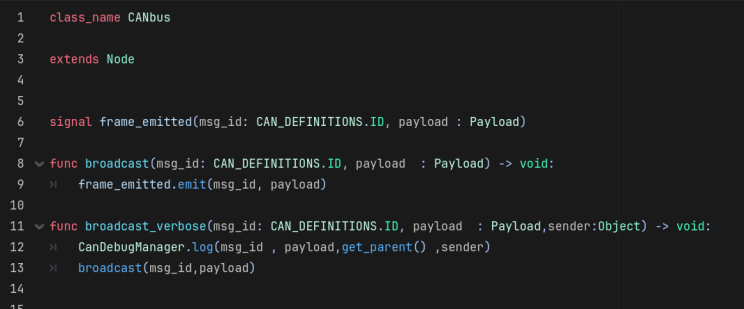 1 class_name CANbus
2
3 extends Node
4
5
6 signal frame_emitted(msg_id: CAN_DEFINITIONS.ID, payload : Payload)
7
8 func broadcast(msg_id: CAN_DEFINITIONS.ID, payload  : Payload) -> void:
9     frame_emitted.emit(msg_id, payload)
10
11 func broadcast_verbose(msg_id: CAN_DEFINITIONS.ID, payload  : Payload,sender:Object) -> void:
12     CanDebugManager.log(msg_id , payload,get_parent() ,sender)
13     broadcast(msg_id,payload)
14
15